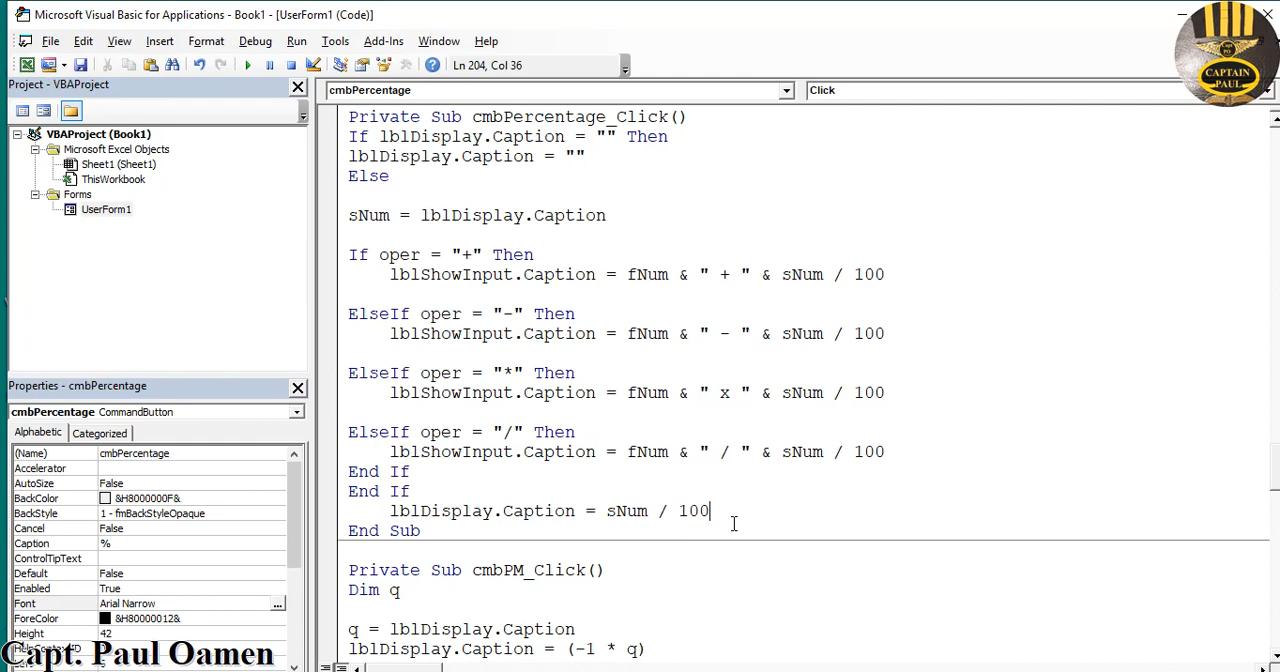 Microsoft Visual Basic for Applications - Book1 - [UserForm1 (Code)]
File Edit View Insert Format Debug Run Tools Add-Ins Window Help
Ln 204, Col 36
CAPTAIN
PAUL
Project - VBAProject
cmbPercentage
Click
VBAProject (Book1)
Microsoft Excel Objects
Sheet1 (Sheet1)
ThisWorkbook
Forms
UserForm1
Private Sub cmbPercentage_Click()
If lblDisplay.Caption = "" Then
lblDisplay.Caption = ""
Else
sNum = lblDisplay.Caption
If oper = "+" Then
lblShowInput.Caption = fNum & " + " & sNum / 100
ElseIf oper = "-" Then
lblShowInput.Caption = fNum & " - " & sNum / 100
ElseIf oper = "*" Then
lblShowInput.Caption = fNum & " x " & sNum / 100
ElseIf oper = "/" Then
lblShowInput.Caption = fNum & " / " & sNum / 100
End If
End If
lblDisplay.Caption = sNum / 100
End Sub
Private Sub cmbPM_Click()
Dim q
q = lblDisplay.Caption
lblDisplay.Caption = (-1 * q)
Properties - cmbPercentage
cmbPercentage CommandButton
Alphabetic Categorized
(Name) cmbPercentage
Accelerator
AutoSize False
BackColor &H8000000F&
BackStyle 1 - fmBackStyleOpaque
Cancel False
Caption %
ControlTipText
Default False
Enabled True
Font Arial Narrow ...
ForeColor &H80000012&
Height 42
Capt. Paul Oamen